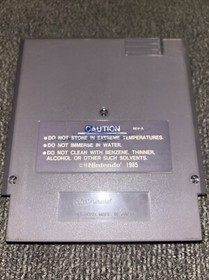 CAUTION REV-A
●DO NOT STORE IN EXTREME TEMPERATURES.
●DO NOT IMMERSE IN WATER.
●DO NOT CLEAN WITH BENZENE, THINNER,
ALCOHOL OR OTHER SUCH SOLVENTS.
©Nintendo 1985